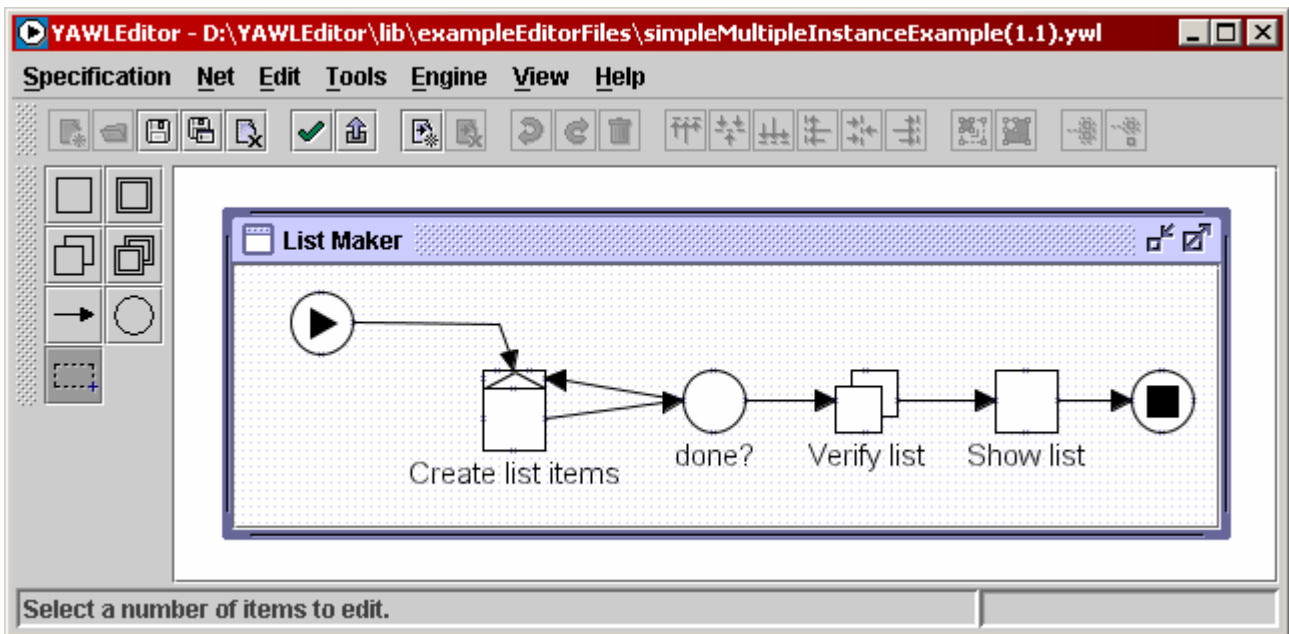 YAWLEditor - D:\YAWLEditor\lib\exampleEditorFiles\simpleMultipleInstanceExample(1.1).ywl
Specification Net Edit Tools Engine View Help
List Maker
Create list items
done?
Verify list
Show list
Select a number of items to edit.